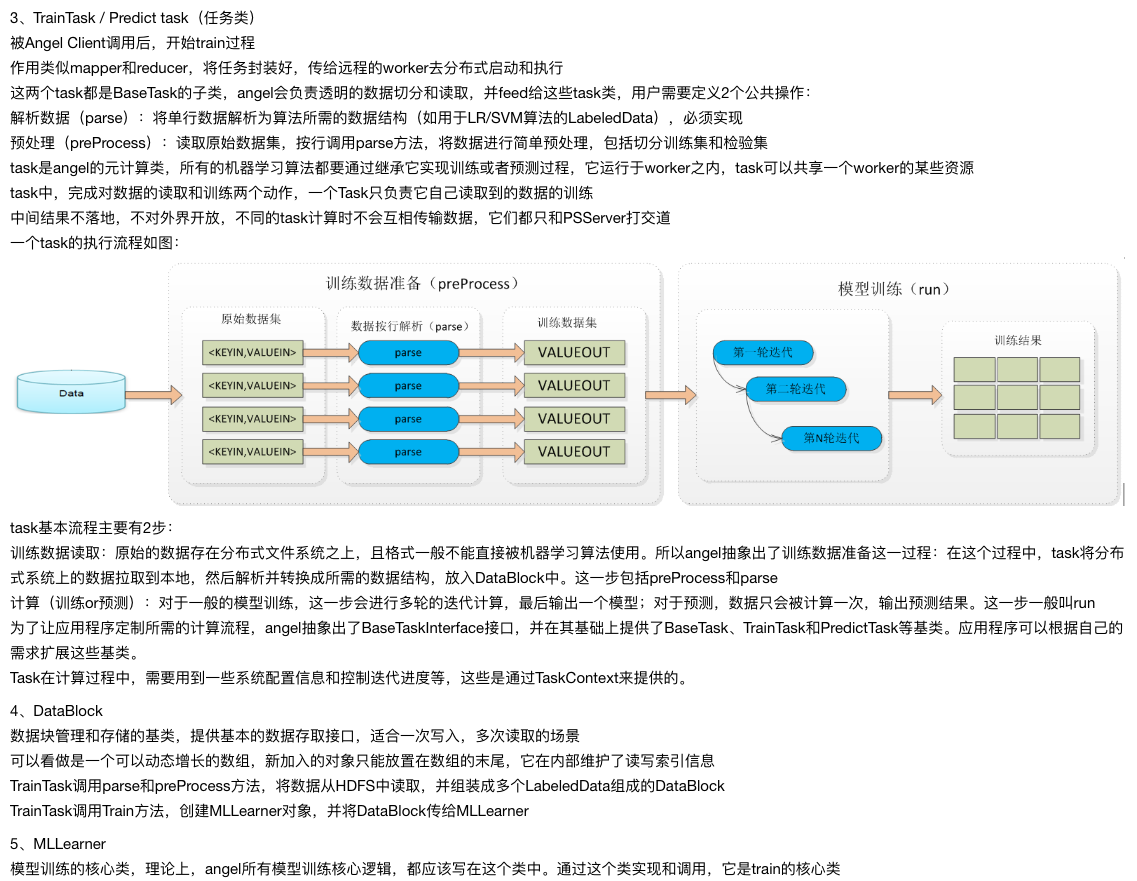 3、TrainTask / Predict task（任务类）
被Angel Client调用后，开始train过程
作用类似mapper和reducer，将任务封装好，传给远程的worker去分布式启动和执行
这两个task都是BaseTask的子类，angel会负责透明的数据切分和读取，并feed给这些task类，用户需要定义2个公共操作：
解析数据（parse）：将单行数据解析为算法所需的数据结构（如用于LR/SVM算法的LabeledData），必须实现
预处理（preProcess）：读取原始数据集，按行调用parse方法，将数据进行简单预处理，包括切分训练集和检验集
task是angel的元计算类，所有的机器学习算法都要通过继承它实现训练或者预测过程，它运行于worker之内，task可以共享一个worker的某些资源
task中，完成对数据的读取和训练两个动作，一个Task只负责它自己读取到的数据的训练
中间结果不落地，不对外界开放，不同的task计算时不会互相传输数据，它们都只和PSServer打交道
一个task的执行流程如图：
训练数据准备（preProcess）
模型训练（run）
原始数据集
数据按行解析（parse）
训练数据集
训练结果
<KEYIN,VALUEIN>
parse
VALUEOUT
<KEYIN,VALUEIN>
parse
VALUEOUT
<KEYIN,VALUEIN>
parse
VALUEOUT
<KEYIN,VALUEIN>
parse
VALUEOUT
Data
第一轮迭代
第二轮迭代
第N轮迭代
task基本流程主要有2步：
训练数据读取：原始的数据存在分布式文件系统之上，且格式一般不能直接被机器学习算法使用。所以angel抽象出了训练数据准备这一过程：在这个过程中，task将分布
式系统上的数据拉取到本地，然后解析并转换成所需的数据结构，放入DataBlock中。这一步包括preProcess和parse
计算（训练or预测）：对于一般的模型训练，这一步会进行多轮的迭代计算，最后输出一个模型；对于预测，数据只会被计算一次，输出预测结果。这一步一般叫run
为了让应用程序定制所需的计算流程，angel抽象出了BaseTaskInterface接口，并在其基础上提供了BaseTask、TrainTask和PredictTask等基类。应用程序可以根据自己的
需求扩展这些基类。
Task在计算过程中，需要用到一些系统配置信息和控制迭代进度等，这些是通过TaskContext来提供的。
4、DataBlock
数据块管理和存储的基类，提供基本的数据存取接口，适合一次写入，多次读取的场景
可以看做是一个可以动态增长的数组，新加入的对象只能放置在数组的末尾，它在内部维护了读写索引信息
TrainTask调用parse和preProcess方法，将数据从HDFS中读取，并组装成多个LabeledData组成的DataBlock
TrainTask调用Train方法，创建MLLearner对象，并将DataBlock传给MLLearner
5、MLLearner
模型训练的核心类，理论上，angel所有模型训练核心逻辑，都应该写在这个类中。通过这个类实现和调用，它是train的核心类